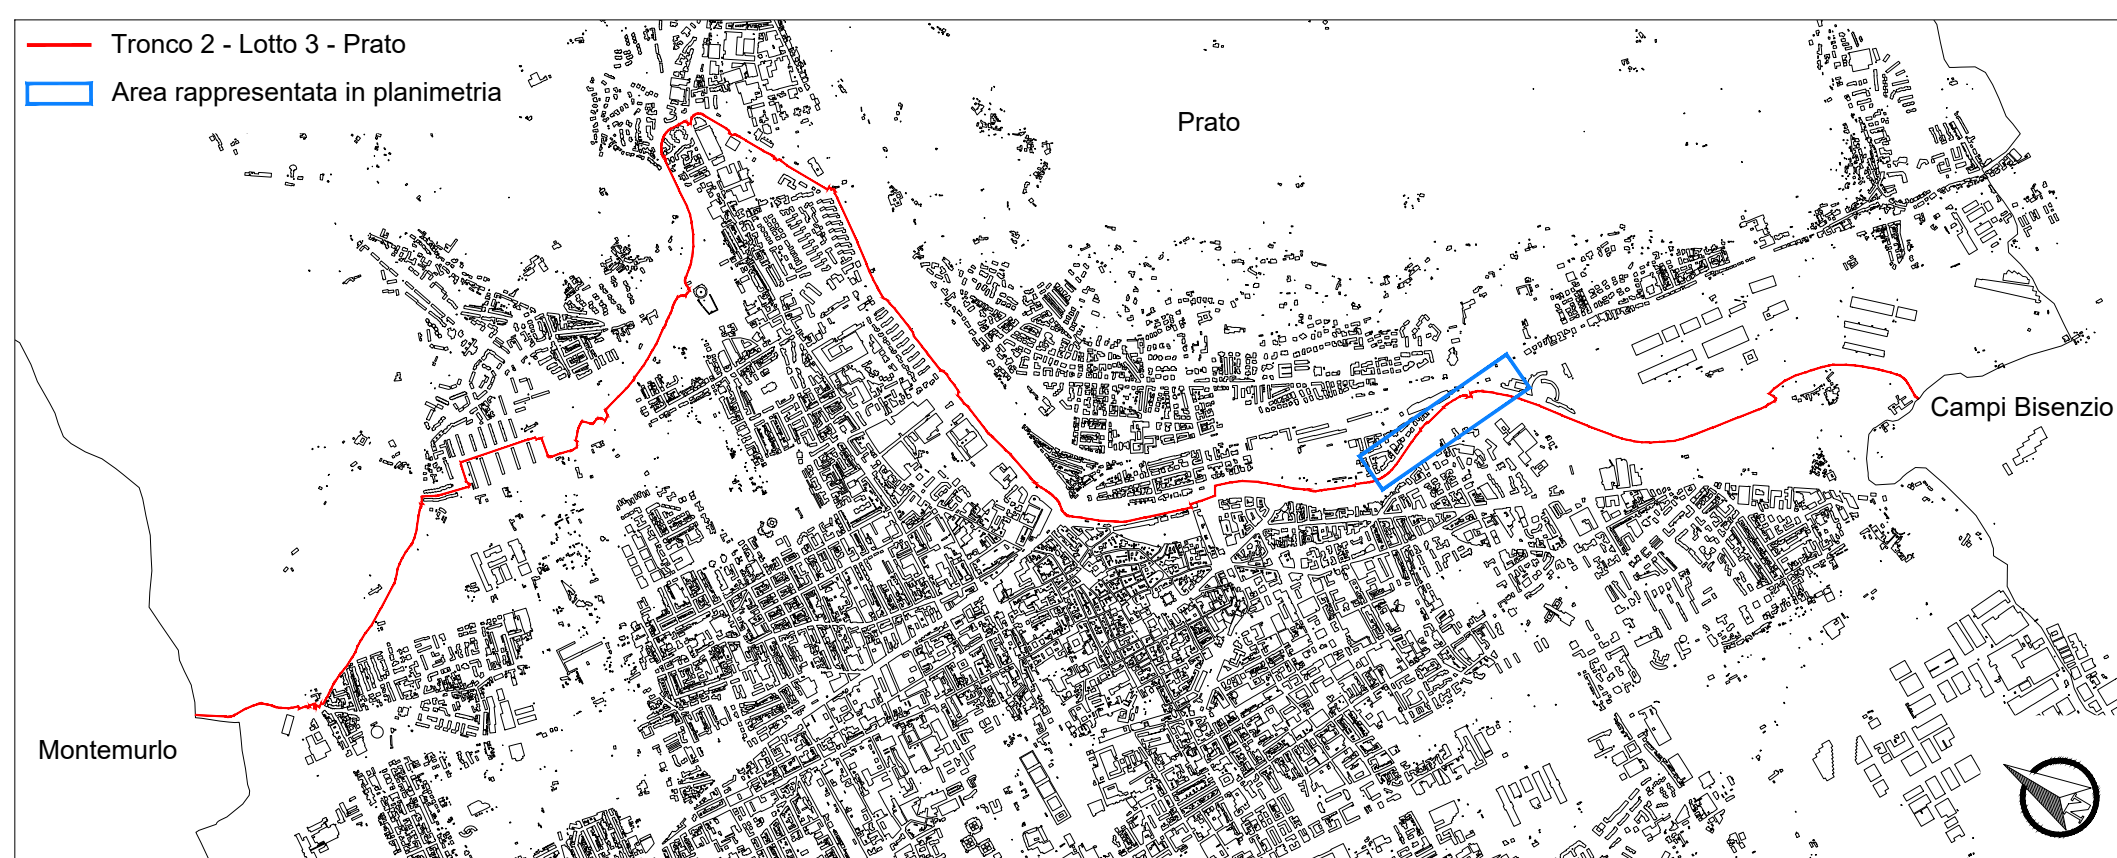 Tronco 2 - Lotto 3 - Prato
Area rappresentata in planimetria
Prato
Campi Bisenzio
Montemurlo